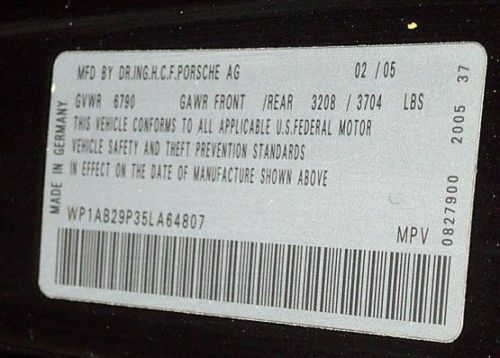 MFD BY DR.ING.H.C.F.PORSCHE AG 02 /05
GVWR 6790 GAWR FRONT /REAR 3208 / 3704 LBS
THIS VEHICLE CONFORMS TO ALL APPLICABLE U.S.FEDERAL MOTOR
VEHICLE SAFETY AND THEFT PREVENTION STANDARDS
IN EFFECT ON THE DATE OF MANUFACTURE SHOWN ABOVE
WP1AB29P35LA64807
MPV
MADE IN GERMANY
0827900 2005 37